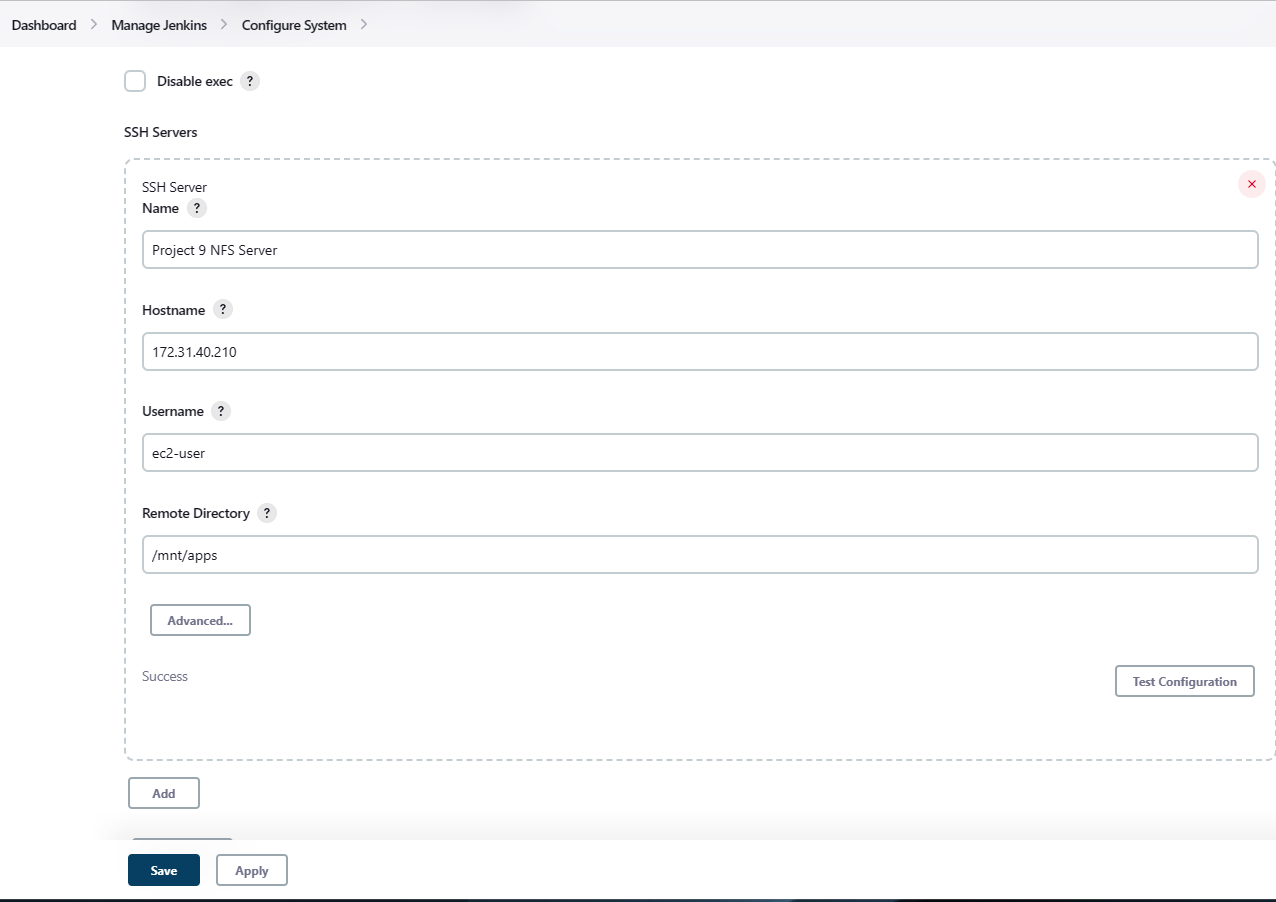 Dashboard > Manage Jenkins > Configure System >
Disable exec ?
SSH Servers
SSH Server
Name ?
Project 9 NFS Server
Hostname ?
172.31.40.210
Username ?
ec2-user
Remote Directory ?
/mnt/apps
Advanced...
Success
Test Configuration
Add
Save Apply